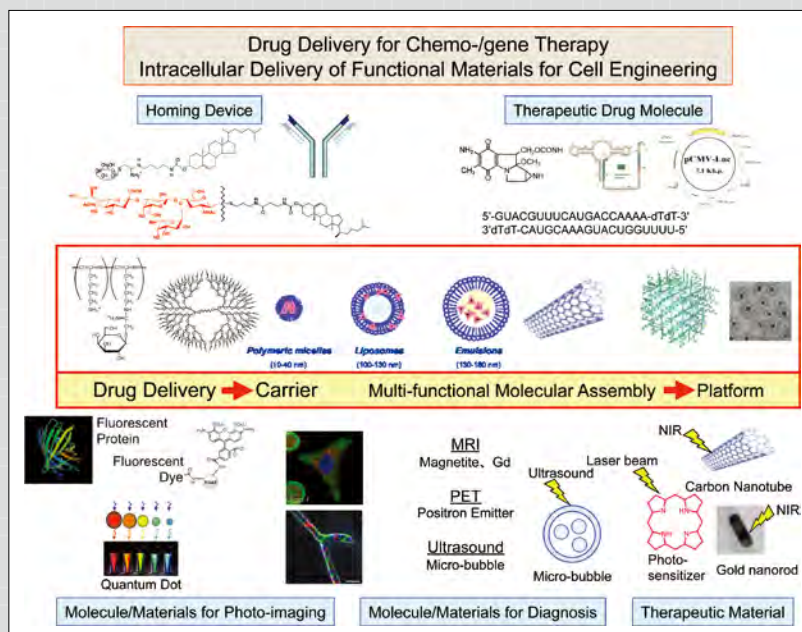 Drug Delivery for Chemo-/gene Therapy
Intracellular Delivery of Functional Materials for Cell Engineering
Homing Device
Therapeutic Drug Molecule
pCMV-Luc
7.1 k.b.p.
5'-GUACGUUUCAUGACCAAAA-dTdT-3'
3'dTdT-CAUGCAAAGUACUGGUUUU-5'
Polymeric micelles
(10-40 nm)
Liposomes
(100-130 nm)
Emulsions
(130-180 nm)
Drug Delivery
Carrier
Multi-functional Molecular Assembly
Platform
Fluorescent
Protein
Fluorescent
Dye
Quantum Dot
MRI
Magnetite、Gd
PET
Positron Emitter
Ultrasound
Micro-bubble
Ultrasound
Micro-bubble
Laser beam
Photo-
sensitizer
NIR
Carbon Nanotube
NIR
Gold nanorod
Molecule/Materials for Photo-imaging
Molecule/Materials for Diagnosis
Therapeutic Material